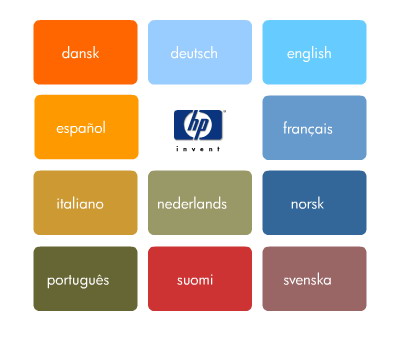 dansk
deutsch
english
español
hp
invent
français
italiano
nederlands
norsk
português
suomi
svenska